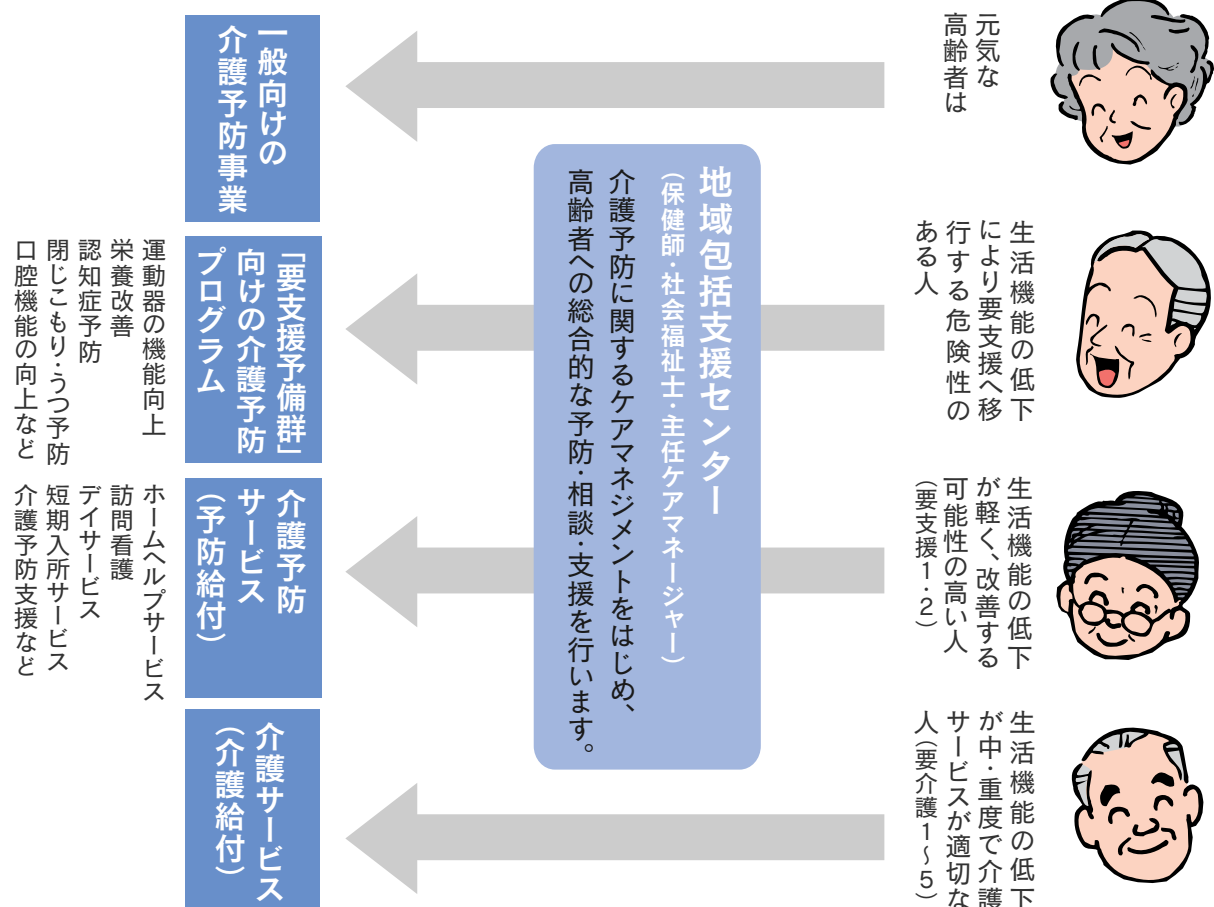 元気な
高齢者は
生活機能の低下
により要支援へ移
行する危険性の
ある人
生活機能の低下
が軽く、改善する
可能性の高い人
（要支援1・2）
生活機能の低下
が中・重度で介護
サービスが適切な
人（要介護1～5）
地域包括支援センター
（保健師・社会福祉士・主任ケアマネージャー）
介護予防に関するケアマネジメントをはじめ、
高齢者への総合的な予防・相談・支援を行います。
一般向けの
介護予防事業
「要支援予備群」
向けの介護予防
プログラム
運動器の機能向上
栄養改善
認知症予防
閉じこもり・うつ予防
口腔機能の向上など
介護予防
サービス
（予防給付）
ホームヘルプサービス
訪問看護
デイサービス
短期入所サービス
介護予防支援など
介護サービス
（介護給付）